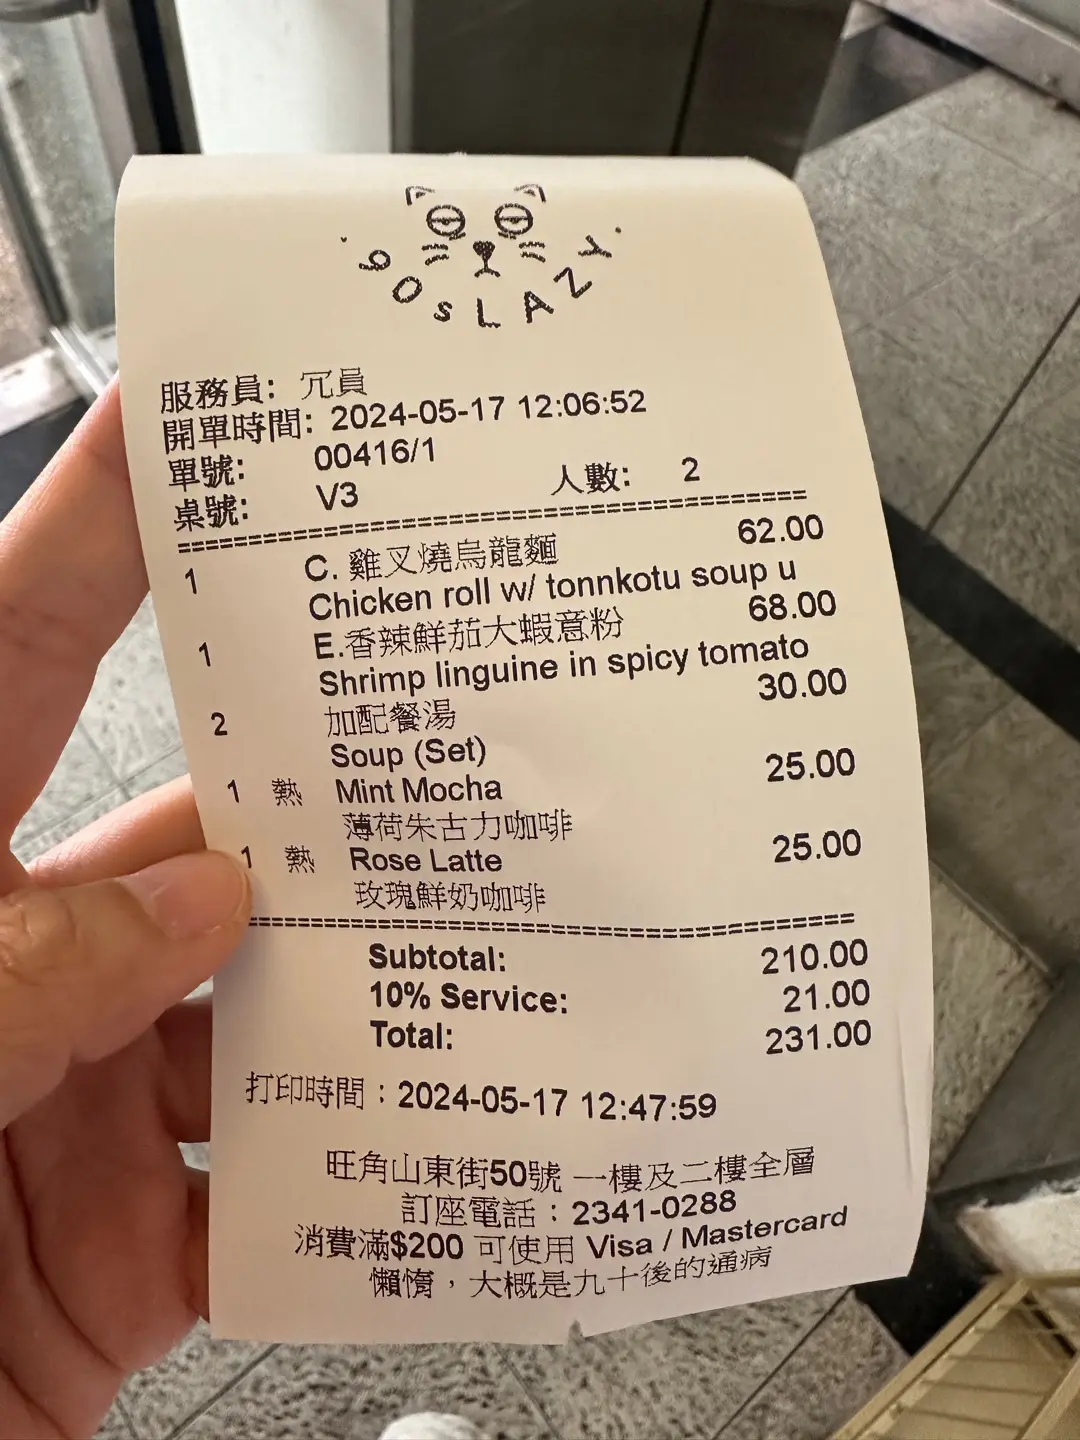 90sLAZY
服務員: 冗員
開單時間: 2024-05-17 12:06:52
單號: 00416/1
桌號: V3 人數: 2
1 C. 雞叉燒烏龍麵 62.00
Chicken roll w/ tonnkotu soup u
1 E.香辣鮮茄大蝦意粉 68.00
Shrimp linguine in spicy tomato
2 加配餐湯 30.00
Soup (Set)
1 熱 Mint Mocha 25.00
薄荷朱古力咖啡
1 熱 Rose Latte 25.00
玫瑰鮮奶咖啡
Subtotal: 210.00
10% Service: 21.00
Total: 231.00
打印時間：2024-05-17 12:47:59
旺角山東街50號 一樓及二樓全層
訂座電話：2341-0288
消費滿$200 可使用 Visa / Mastercard
懶惰，大概是九十後的通病